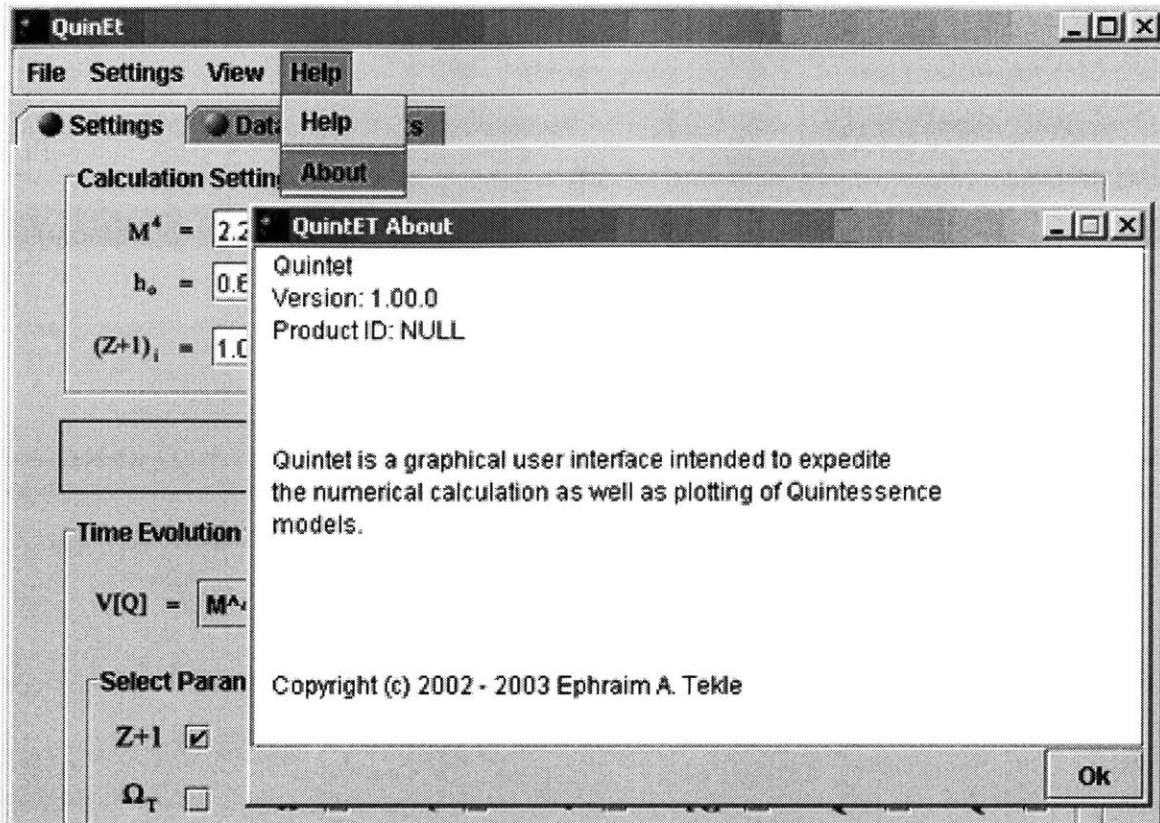 QuinEt
File Settings View Help
Settings Data s
Help
About
Calculation Setting
M⁴ = 2.2
h₀ = 0.6
(Z+1)ᵢ = 1.0
QuintET About
Quintet
Version: 1.00.0
Product ID: NULL
Quintet is a graphical user interface intended to expedite
the numerical calculation as well as plotting of Quintessence
models.
Copyright (c) 2002 - 2003 Ephraim A. Tekle
Ok
Time Evolution
V[Q] = M^4
Select Param
Z+1
Ω_T